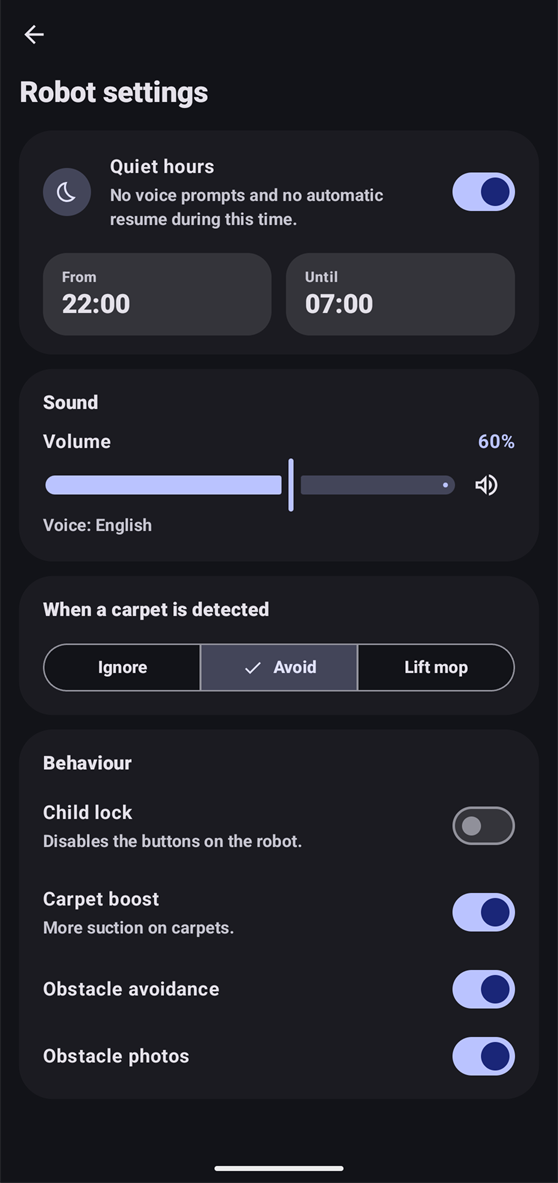 Robot settings
Quiet hours
No voice prompts and no automatic
resume during this time.
From
22:00
Until
07:00
Sound
Volume
60%
Voice: English
When a carpet is detected
Ignore
Avoid
Lift mop
Behaviour
Child lock
Disables the buttons on the robot.
Carpet boost
More suction on carpets.
Obstacle avoidance
Obstacle photos